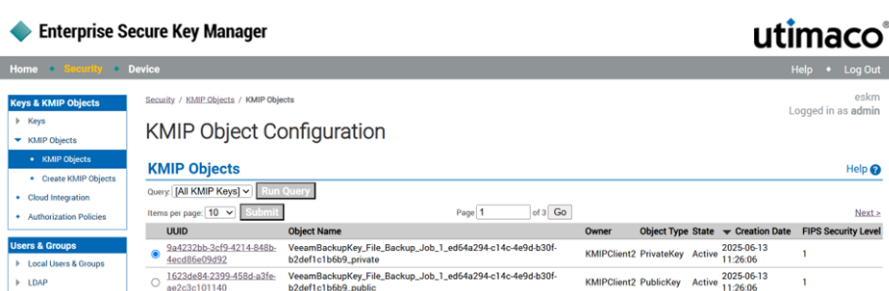 Enterprise Secure Key Manager
utimaco®
Home • Security • Device
Help • Log Out
Keys & KMIP Objects
Keys
KMIP Objects
KMIP Objects
Create KMIP Objects
Cloud Integration
Authorization Policies
Users & Groups
Local Users & Groups
LDAP
Security / KMIP Objects / KMIP Objects
eskm
Logged in as admin
KMIP Object Configuration
KMIP Objects
Help ?
Query: [All KMIP Keys] Run Query
Items per page: 10 Submit
Page 1 of 3 Go
Next >
UUID Object Name Owner Object Type State Creation Date FIPS Security Level
9a4232bb-3cf9-4214-848b-4ecd86e09d92 VeeamBackupKey_File_Backup_Job_1_ed64a294-c14c-4e9d-b30f-b2def1c1b6b9_private KMIPClient2 PrivateKey Active 2025-06-13 11:26:06 1
1623de84-2399-458d-a3fe-ae2c3c101140 VeeamBackupKey_File_Backup_Job_1_ed64a294-c14c-4e9d-b30f-b2def1c1b6b9_public KMIPClient2 PublicKey Active 2025-06-13 11:26:06 1